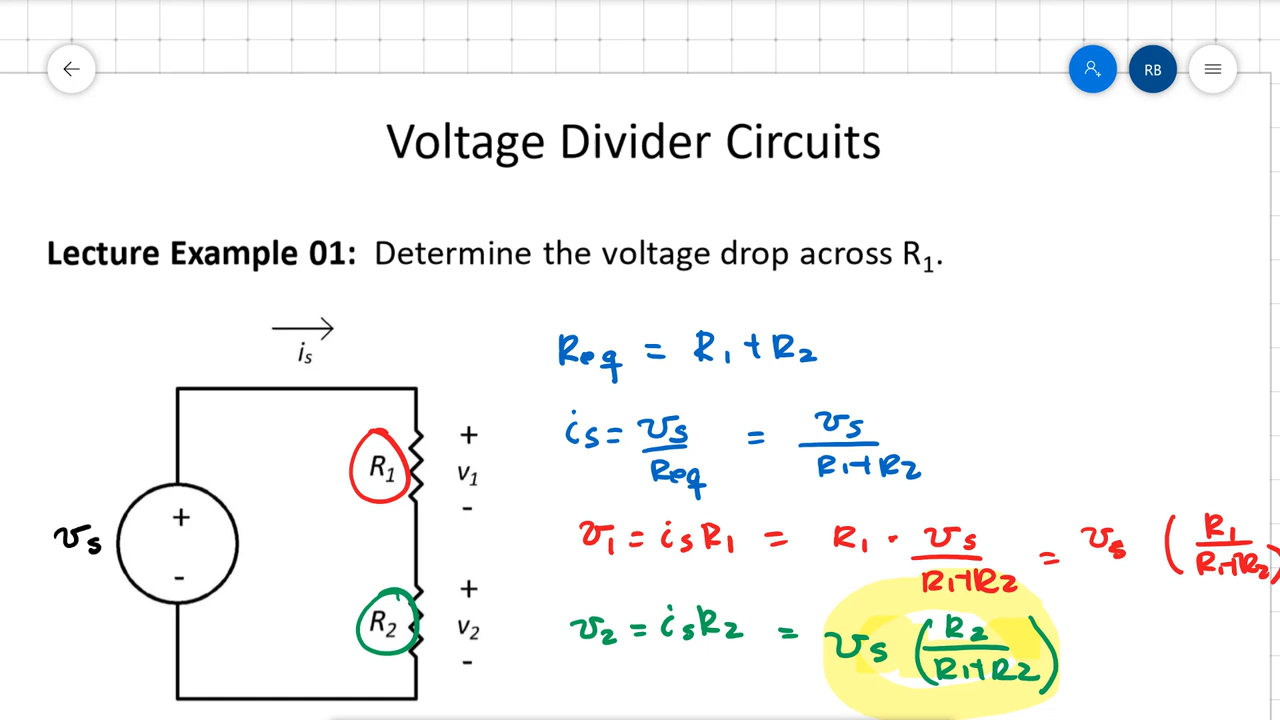 RB
Voltage Divider Circuits
Lecture Example 01: Determine the voltage drop across R₁.
iₛ
Req = R₁ + R₂
iₛ = vₛ/Req = vₛ/(R₁+R₂)
R₁
+
v₁
-
vₛ
+
-
v₁ = iₛR₁ = R₁ · vₛ/(R₁+R₂) = vₛ (R₁/(R₁+R₂))
R₂
+
v₂
-
v₂ = iₛR₂ = vₛ (R₂/(R₁+R₂))